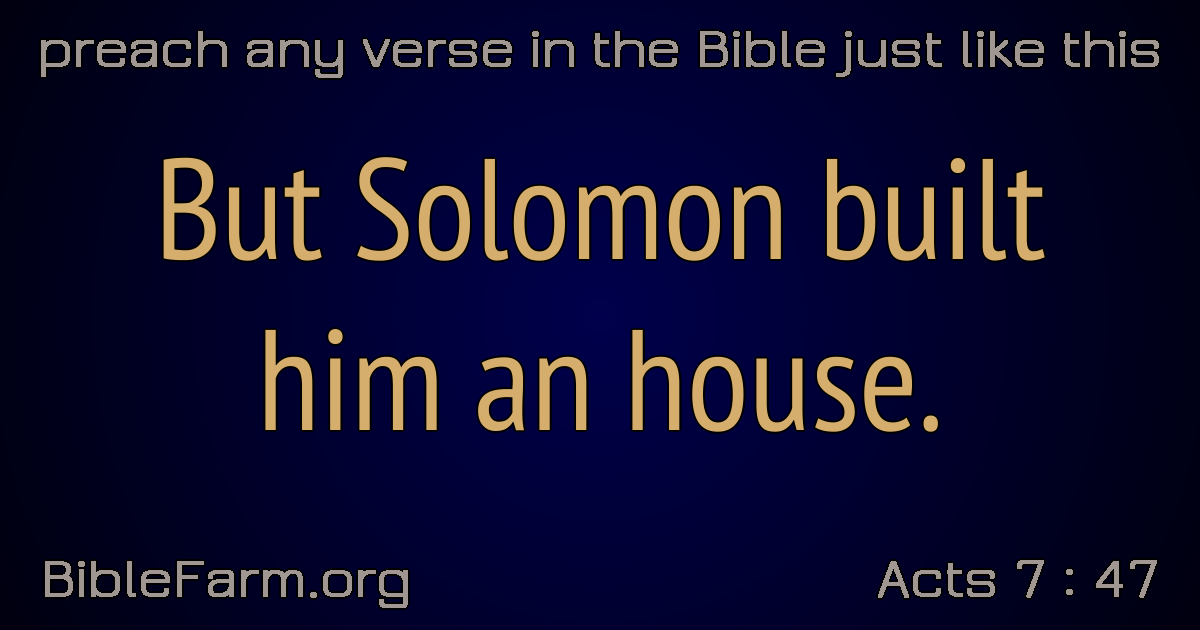 preach any verse in the Bible just like this
But Solomon built
him an house.
BibleFarm.org
Acts 7 : 47